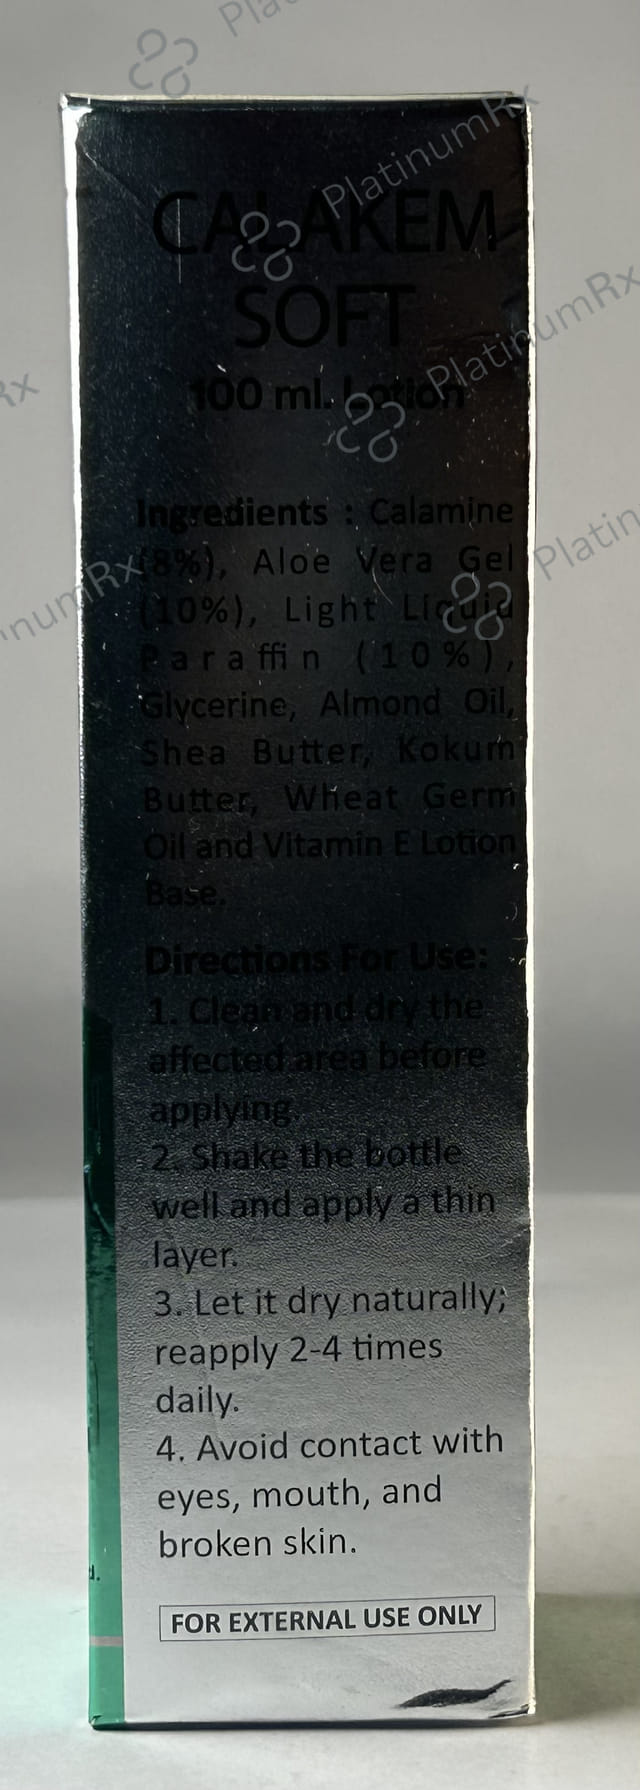 PlatinumRx
CALAKEM
SOFT
100 ml. Lotion
PlatinumRx
PlatinumRx
Ingredients : Calamine
(8%), Aloe Vera Gel
(10%), Light Liquid
Paraffin (10%),
Glycerine, Almond Oil,
Shea Butter, Kokum
Butter, Wheat Germ
Oil and Vitamin E Lotion
Base.
Directions For Use:
1. Clean and dry the
affected area before
applying.
2. Shake the bottle
well and apply a thin
layer.
3. Let it dry naturally;
reapply 2-4 times
daily.
4. Avoid contact with
eyes, mouth, and
broken skin.
FOR EXTERNAL USE ONLY